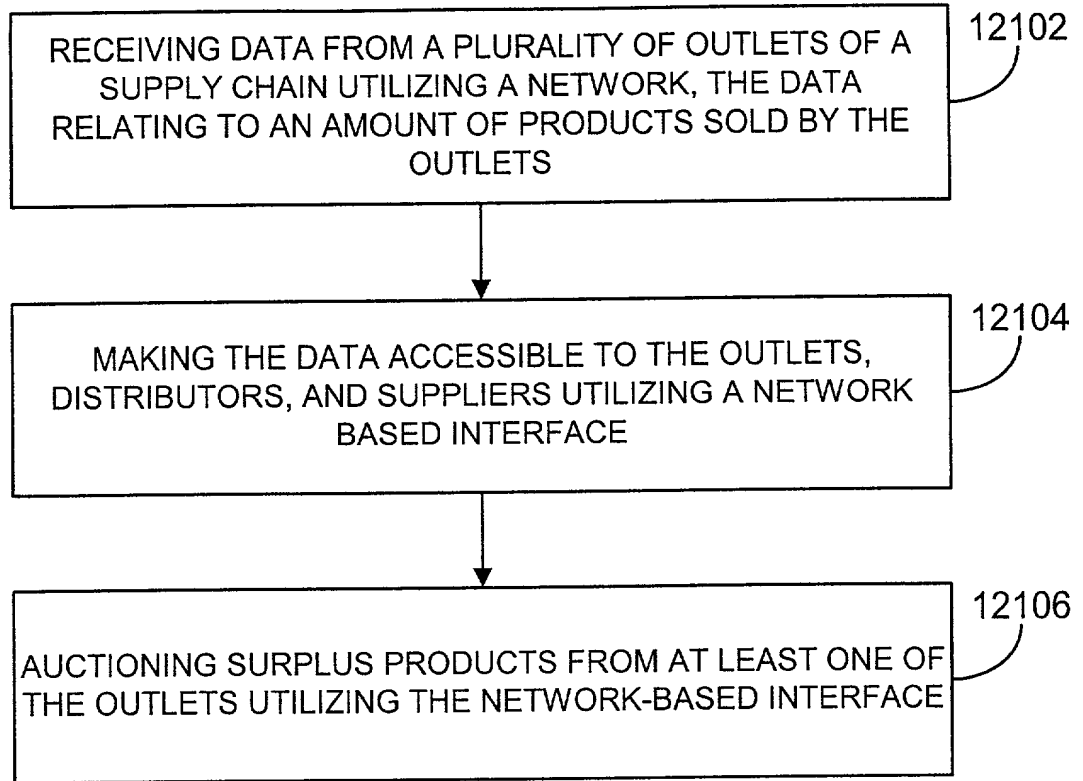 12102
RECEIVING DATA FROM A PLURALITY OF OUTLETS OF A
SUPPLY CHAIN UTILIZING A NETWORK, THE DATA
RELATING TO AN AMOUNT OF PRODUCTS SOLD BY THE
OUTLETS
12104
MAKING THE DATA ACCESSIBLE TO THE OUTLETS,
DISTRIBUTORS, AND SUPPLIERS UTILIZING A NETWORK
BASED INTERFACE
12106
AUCTIONING SURPLUS PRODUCTS FROM AT LEAST ONE OF
THE OUTLETS UTILIZING THE NETWORK-BASED INTERFACE